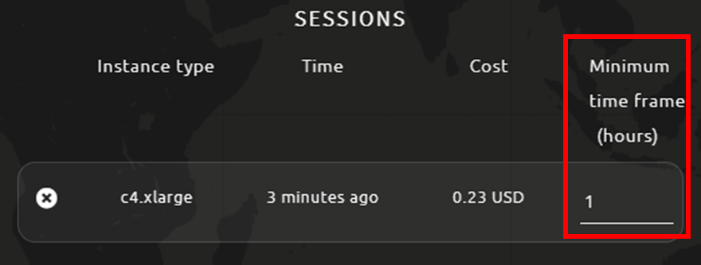 SESSIONS
Instance type Time Cost Minimum
time frame
(hours)
c4.xlarge 3 minutes ago 0.23 USD 1